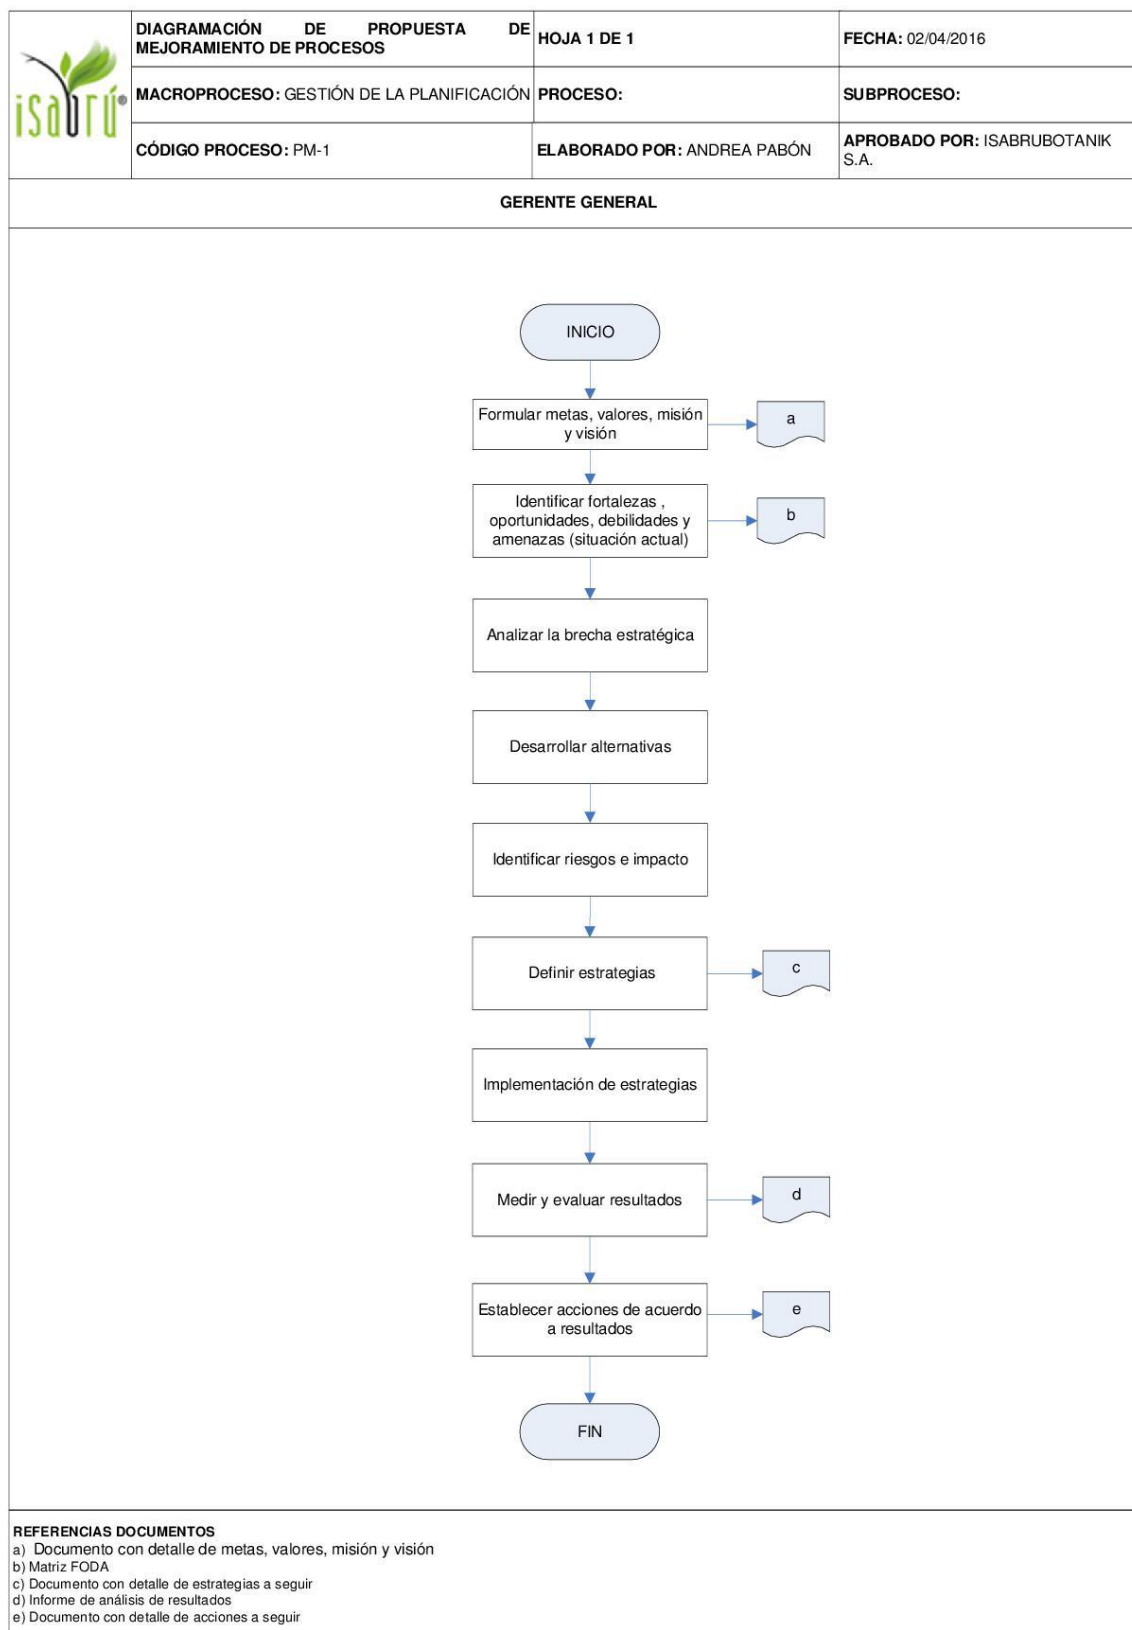 isabrú®
DIAGRAMACIÓN DE PROPUESTA DE
MEJORAMIENTO DE PROCESOS
HOJA 1 DE 1
FECHA: 02/04/2016
MACROPROCESO: GESTIÓN DE LA PLANIFICACIÓN
PROCESO:
SUBPROCESO:
CÓDIGO PROCESO: PM-1
ELABORADO POR: ANDREA PABÓN
APROBADO POR: ISABRUBOTANIK
S.A.
GERENTE GENERAL
INICIO
Formular metas, valores, misión
y visión
a
Identificar fortalezas ,
oportunidades, debilidades y
amenazas (situación actual)
b
Analizar la brecha estratégica
Desarrollar alternativas
Identificar riesgos e impacto
Definir estrategias
c
Implementación de estrategias
Medir y evaluar resultados
d
Establecer acciones de acuerdo
a resultados
e
FIN
REFERENCIAS DOCUMENTOS
a) Documento con detalle de metas, valores, misión y visión
b) Matriz FODA
c) Documento con detalle de estrategias a seguir
d) Informe de análisis de resultados
e) Documento con detalle de acciones a seguir